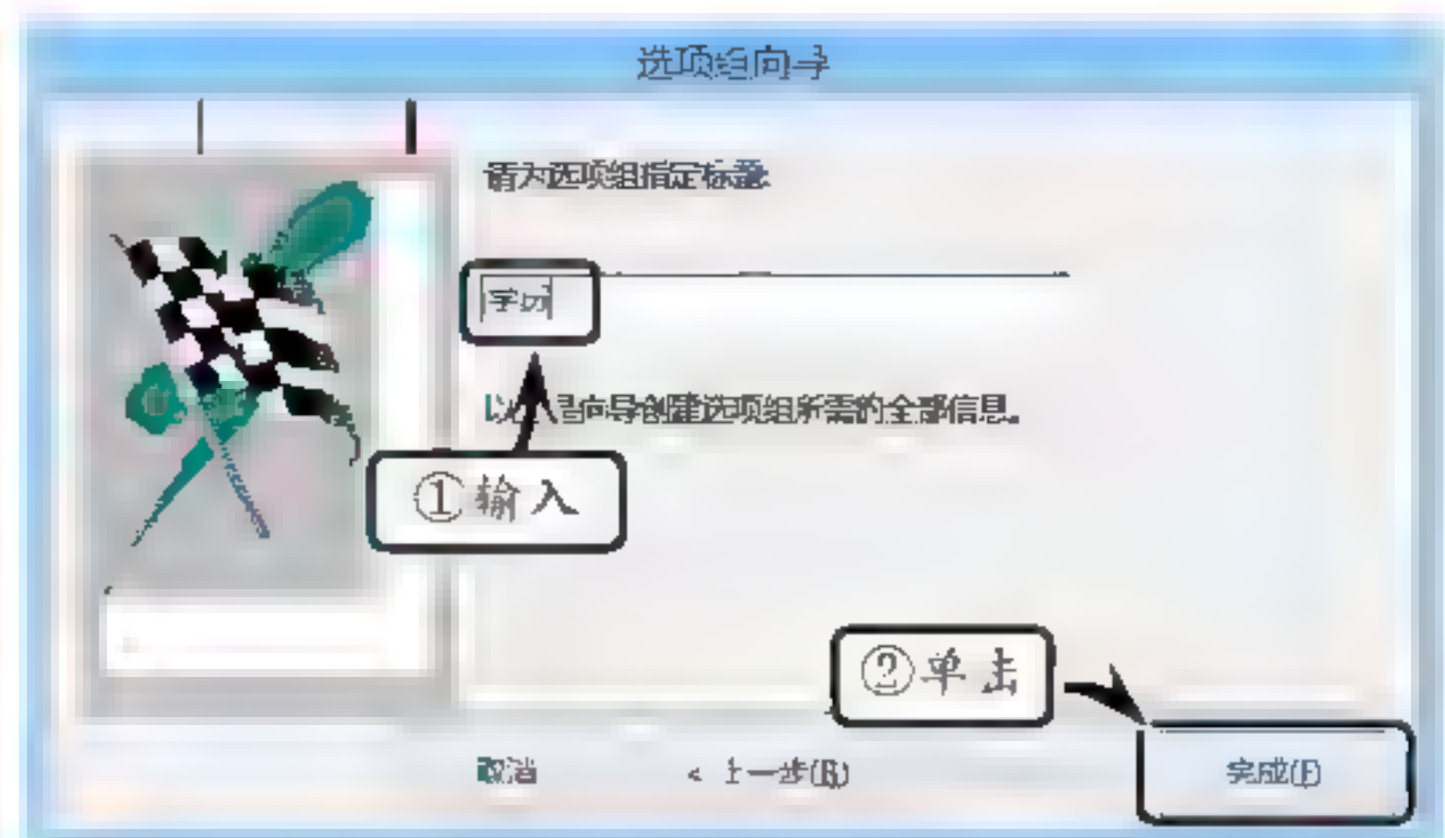 选项组向导
请为选项组指定标题:
学历
以上是向导创建选项组所需的全部信息。
①输入
②单击
取消
< 上一步(B)
完成(F)